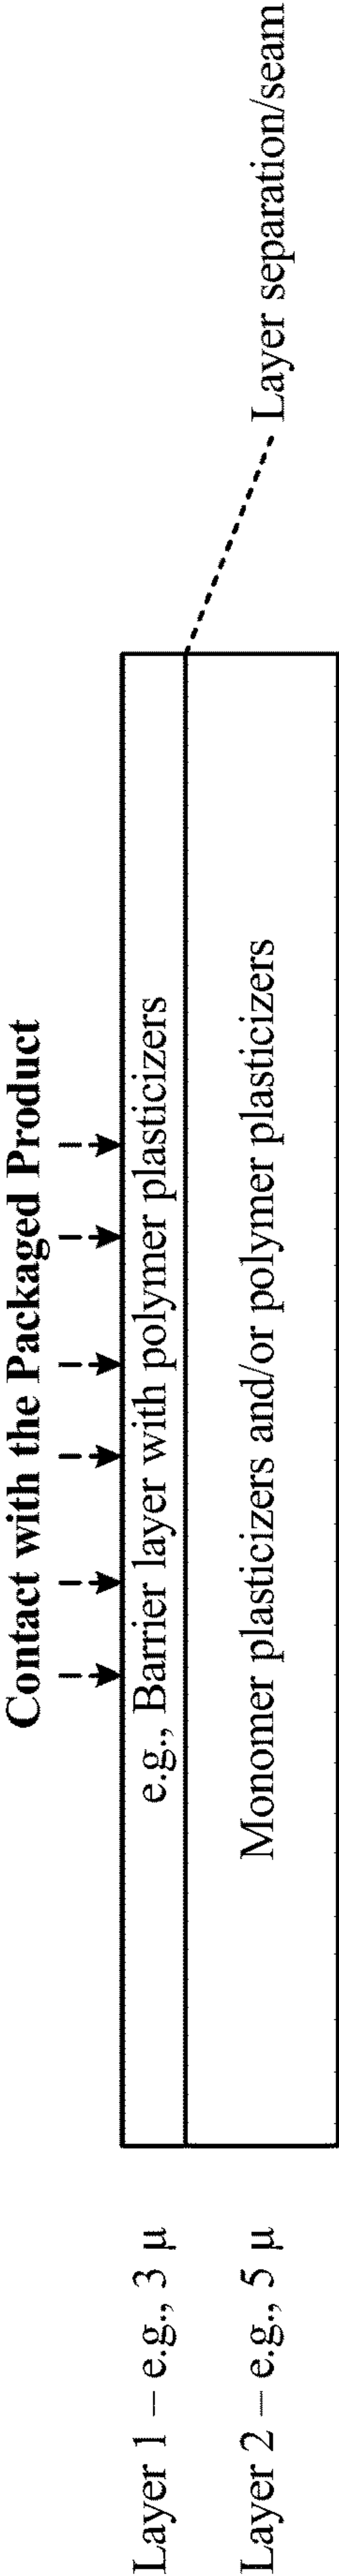 Contact with the Packaged Product
Layer 1 – e.g., 3 μ
e.g., Barrier layer with polymer plasticizers
Layer 2 – e.g., 5 μ
Monomer plasticizers and/or polymer plasticizers
Layer separation/seam